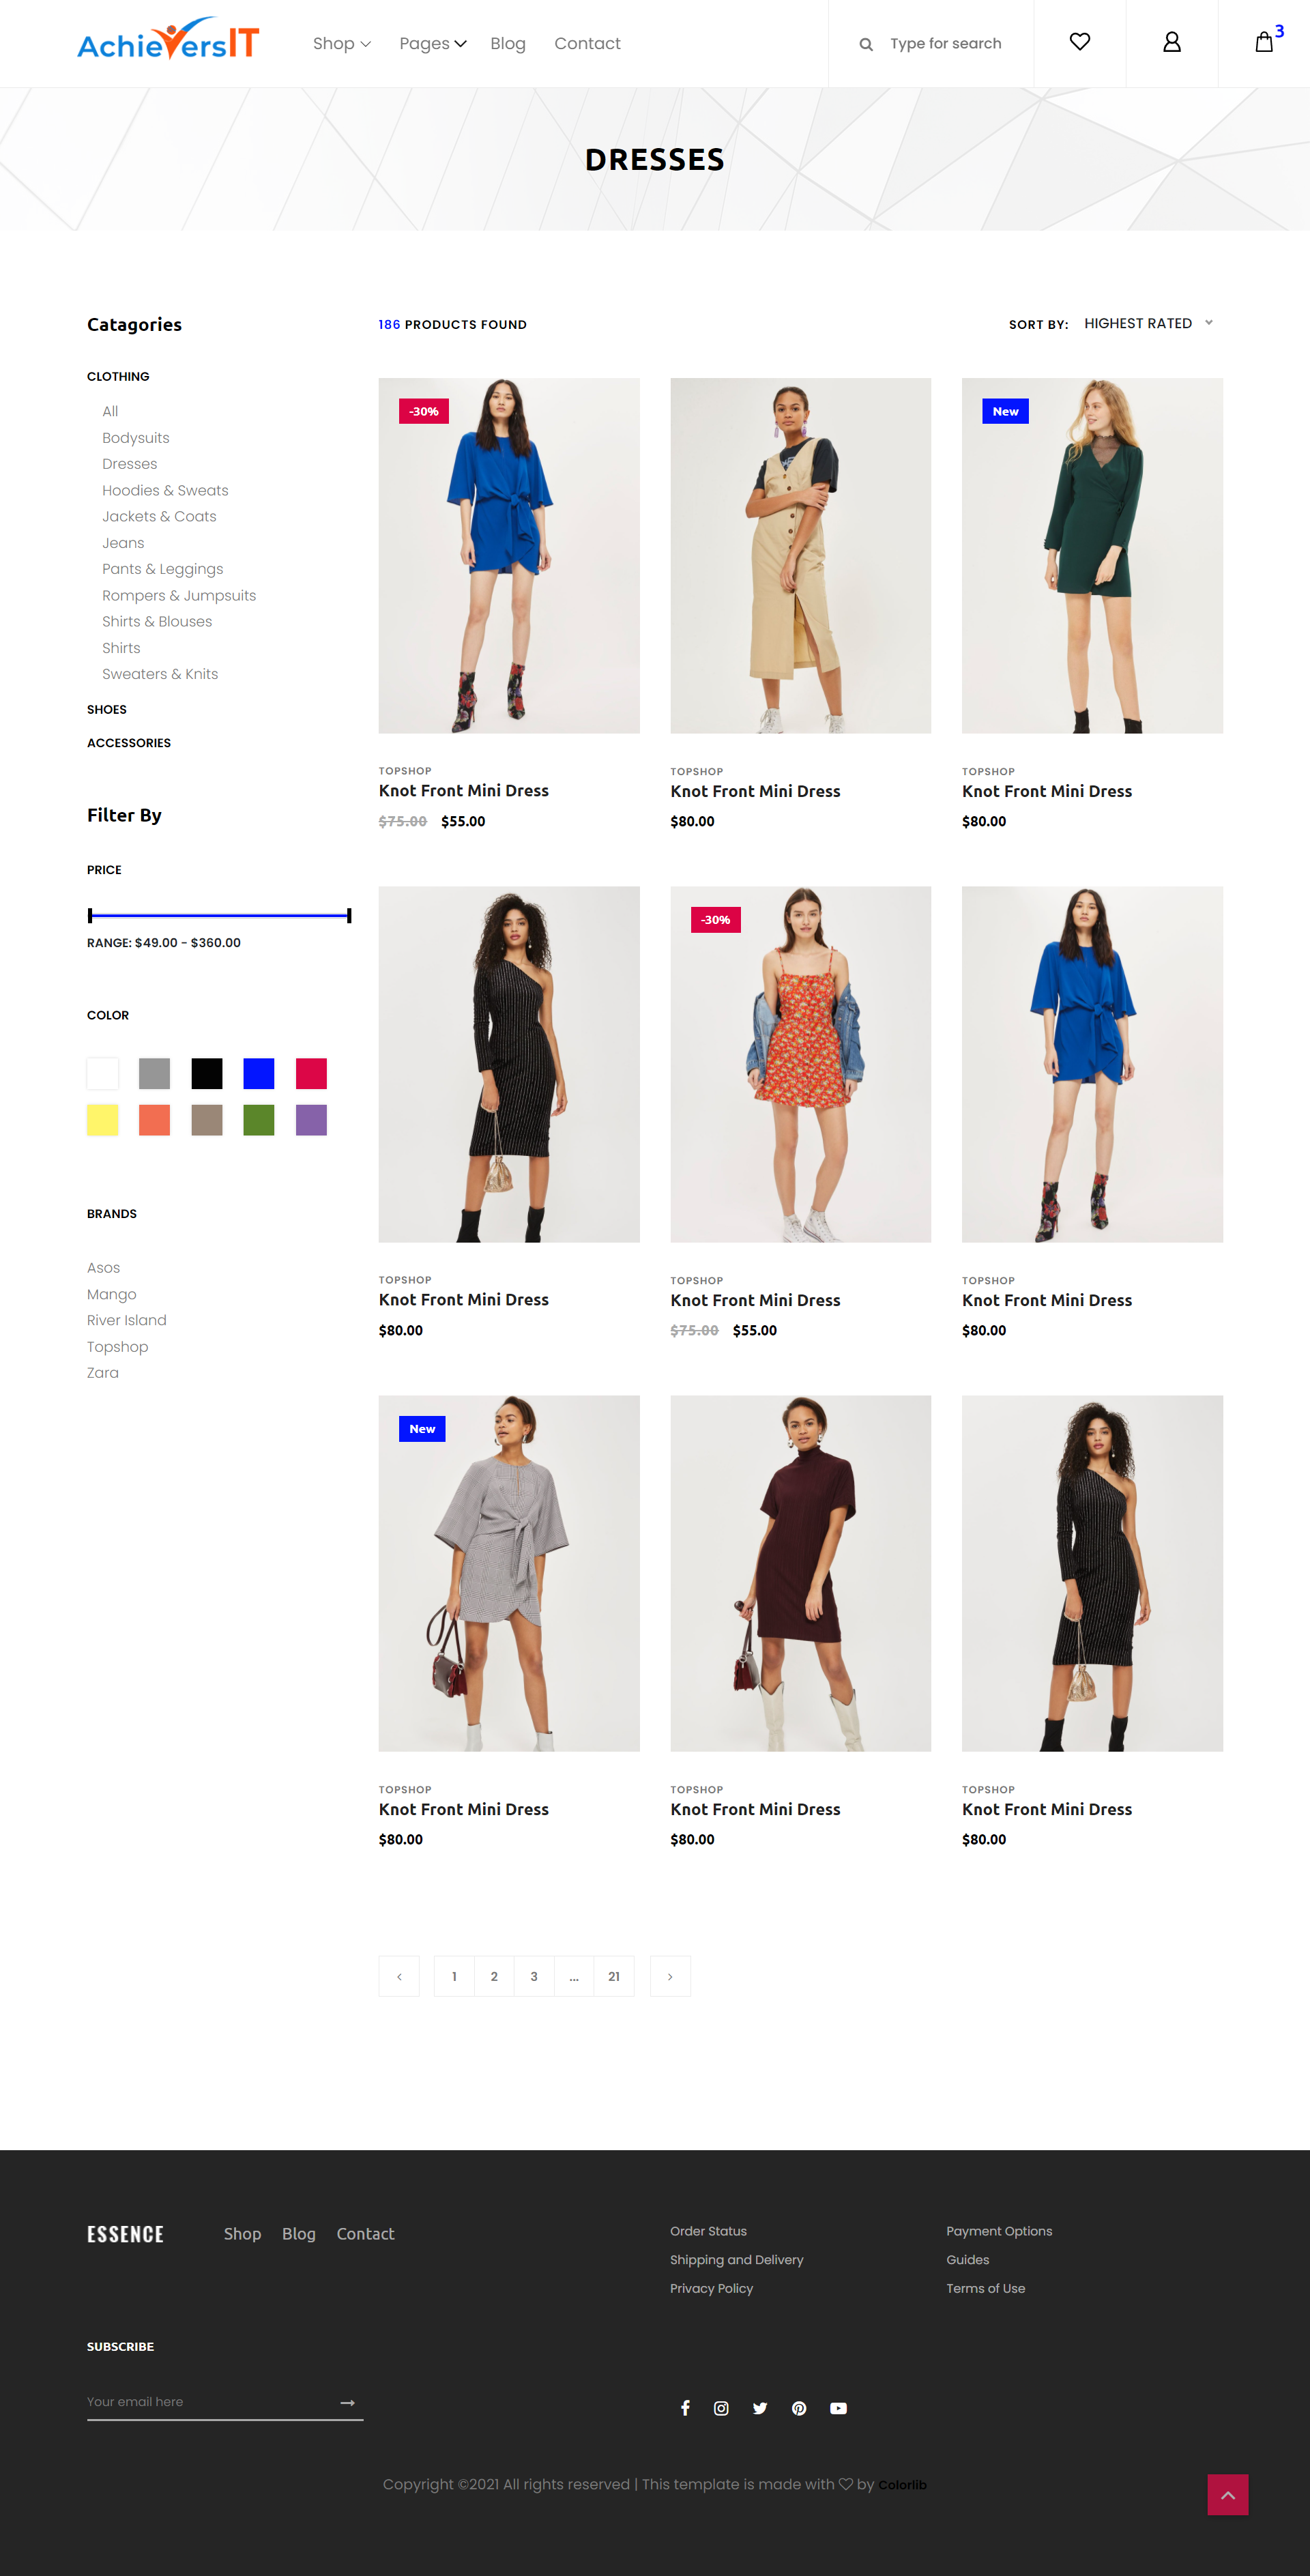 AchieversIT
Shop
Pages
Blog
Contact
Type for search
3
DRESSES
Catagories
CLOTHING
All
Bodysuits
Dresses
Hoodies & Sweats
Jackets & Coats
Jeans
Pants & Leggings
Rompers & Jumpsuits
Shirts & Blouses
Shirts
Sweaters & Knits
SHOES
ACCESSORIES
Filter By
PRICE
RANGE: $49.00 - $360.00
COLOR
BRANDS
Asos
Mango
River Island
Topshop
Zara
186 PRODUCTS FOUND
SORT BY: HIGHEST RATED
-30%
TOPSHOP
Knot Front Mini Dress
$75.00 $55.00
TOPSHOP
Knot Front Mini Dress
$80.00
New
TOPSHOP
Knot Front Mini Dress
$80.00
TOPSHOP
Knot Front Mini Dress
$80.00
-30%
TOPSHOP
Knot Front Mini Dress
$75.00 $55.00
TOPSHOP
Knot Front Mini Dress
$80.00
New
TOPSHOP
Knot Front Mini Dress
$80.00
TOPSHOP
Knot Front Mini Dress
$80.00
TOPSHOP
Knot Front Mini Dress
$80.00
1 2 3 ... 21
ESSENCE
Shop Blog Contact
Order Status
Shipping and Delivery
Privacy Policy
Payment Options
Guides
Terms of Use
SUBSCRIBE
Your email here
Copyright ©2021 All rights reserved | This template is made with ♡ by Colorlib